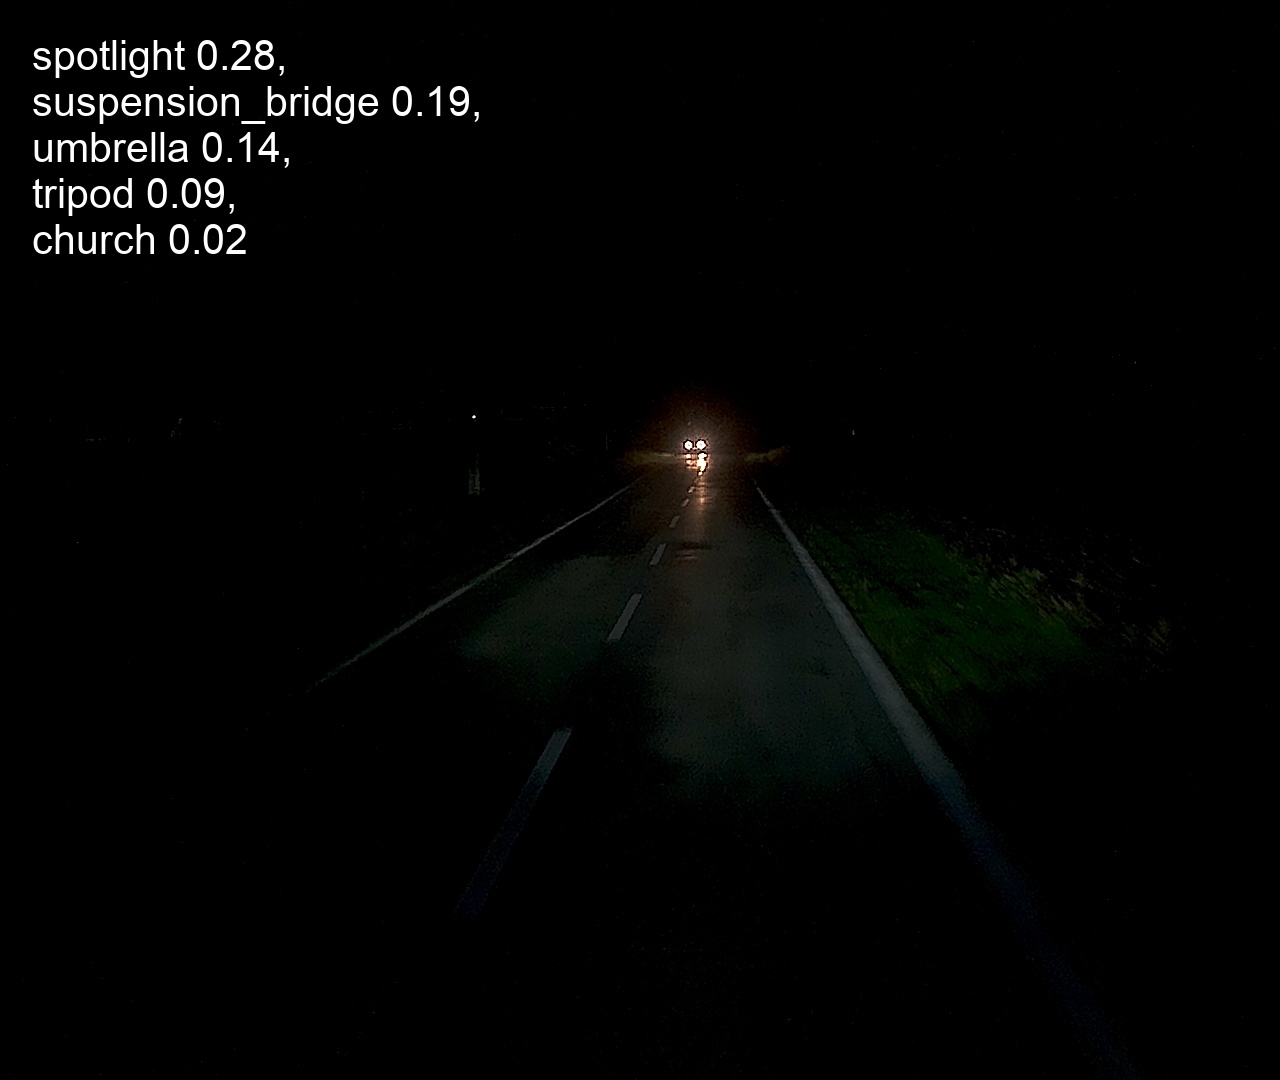 spotlight 0.28,
suspension_bridge 0.19,
umbrella 0.14,
tripod 0.09,
church 0.02